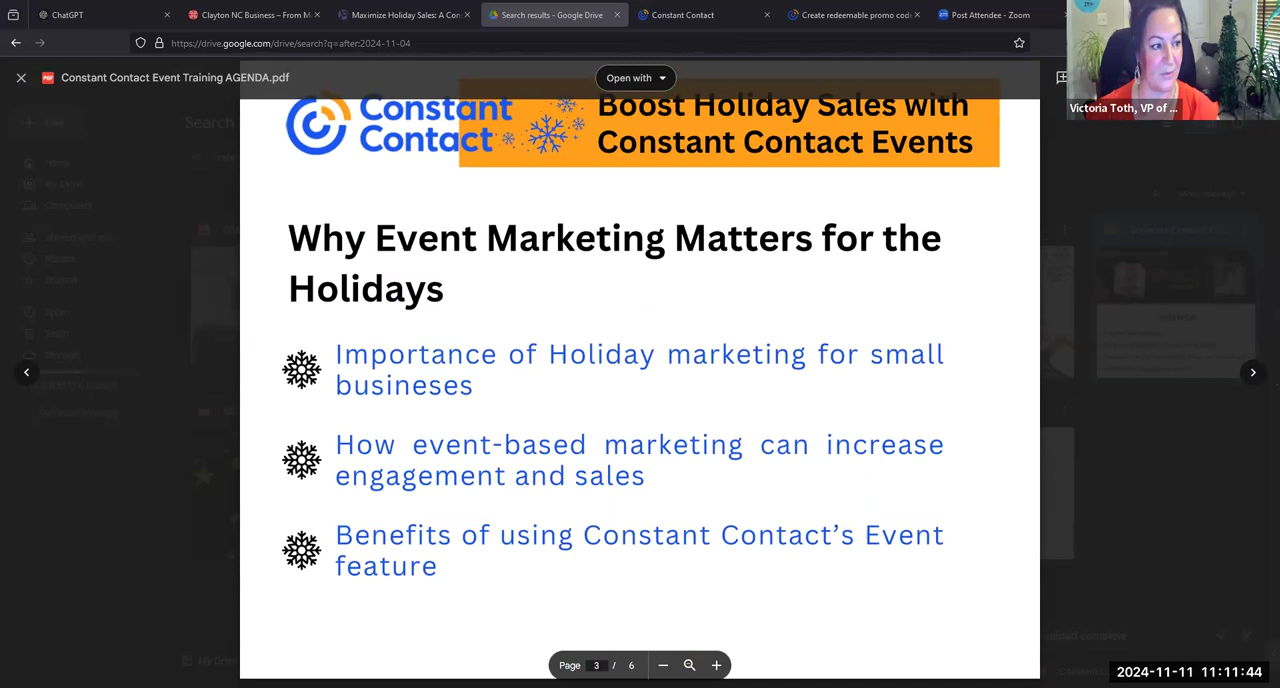 ChatGPT
Clayton NC Business – From M
Maximize Holiday Sales: A Con
Search results - Google Drive
Constant Contact
Create redeemable promo code
Post Attendee - Zoom
https://drive.google.com/drive/search?q=after:2024-11-04
Constant Contact Event Training AGENDA.pdf
Open with
Victoria Toth, VP of ...
Search
Constant
Contact
Boost Holiday Sales with
Constant Contact Events
Why Event Marketing Matters for the
Holidays
Importance of Holiday marketing for small
busineses
How event-based marketing can increase
engagement and sales
Benefits of using Constant Contact’s Event
feature
Page 3 / 6
2024-11-11 11:11:44